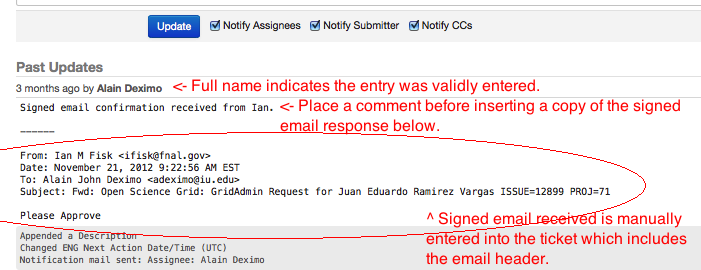 Update Notify Assignees Notify Submitter Notify CCs
Past Updates
3 months ago by Alain Deximo <- Full name indicates the entry was validly entered.
Signed email confirmation received from Ian. <- Place a comment before inserting a copy of the signed
email response below.
______
From: Ian M Fisk <ifisk@fnal.gov>
Date: November 21, 2012 9:22:56 AM EST
To: Alain John Deximo <adeximo@iu.edu>
Subject: Fwd: Open Science Grid: GridAdmin Request for Juan Eduardo Ramirez Vargas ISSUE=12899 PROJ=71
Please Approve
^ Signed email received is manually
entered into the ticket which includes
the email header.
Appended a Description
Changed ENG Next Action Date/Time (UTC)
Notification mail sent: Assignee: Alain Deximo